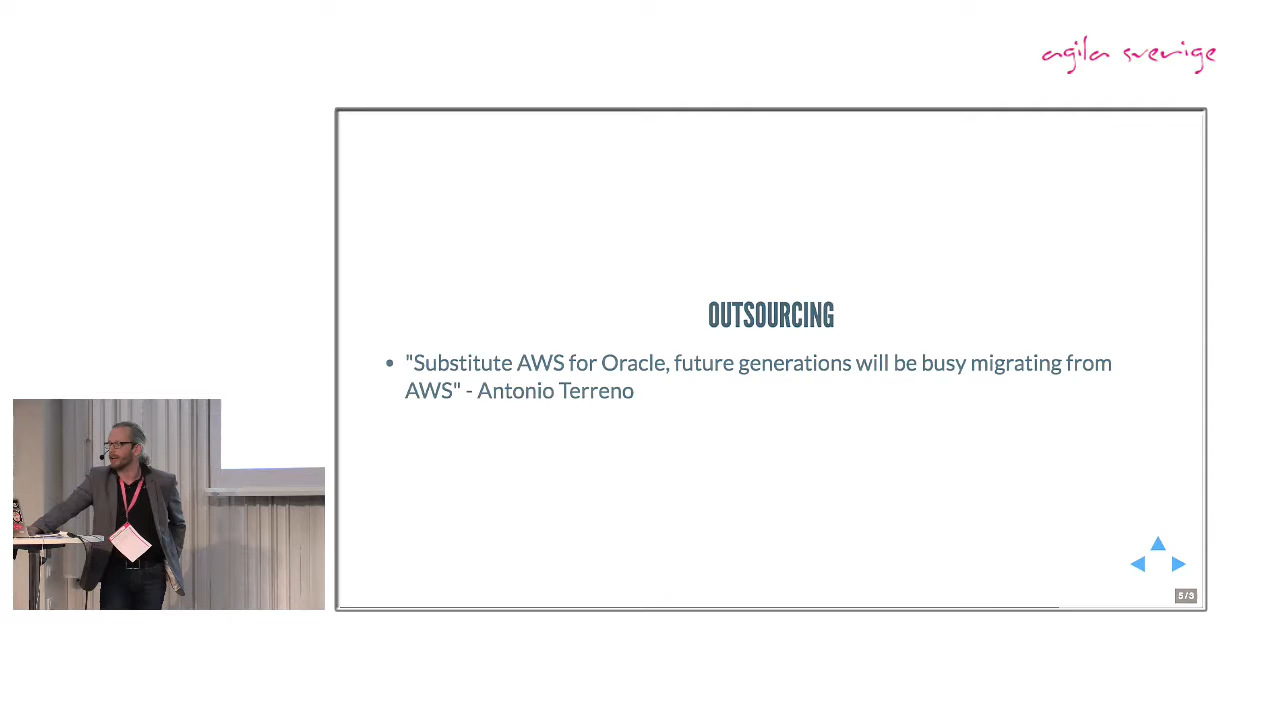 agila sverige
OUTSOURCING
• "Substitute AWS for Oracle, future generations will be busy migrating from
AWS" - Antonio Terreno
5/3